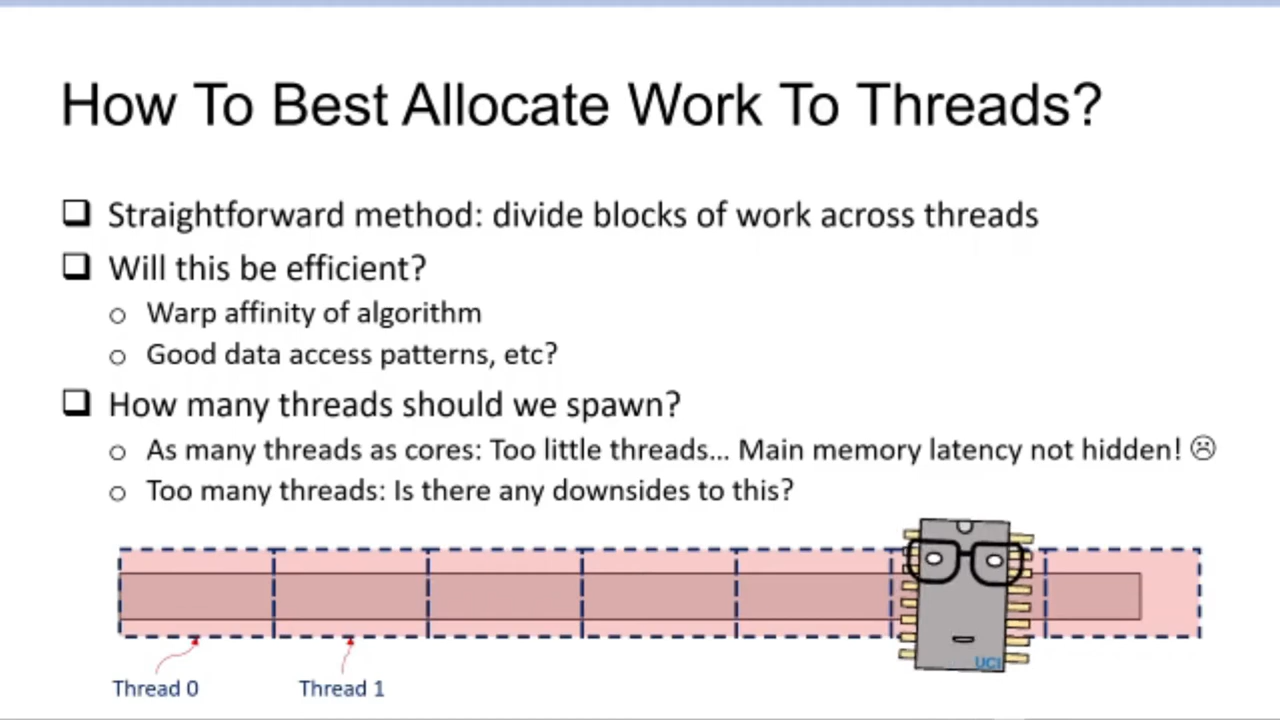 How To Best Allocate Work To Threads?
Straightforward method: divide blocks of work across threads
Will this be efficient?
Warp affinity of algorithm
Good data access patterns, etc?
How many threads should we spawn?
As many threads as cores: Too little threads... Main memory latency not hidden! ☹
Too many threads: Is there any downsides to this?
UCI
Thread 0
Thread 1